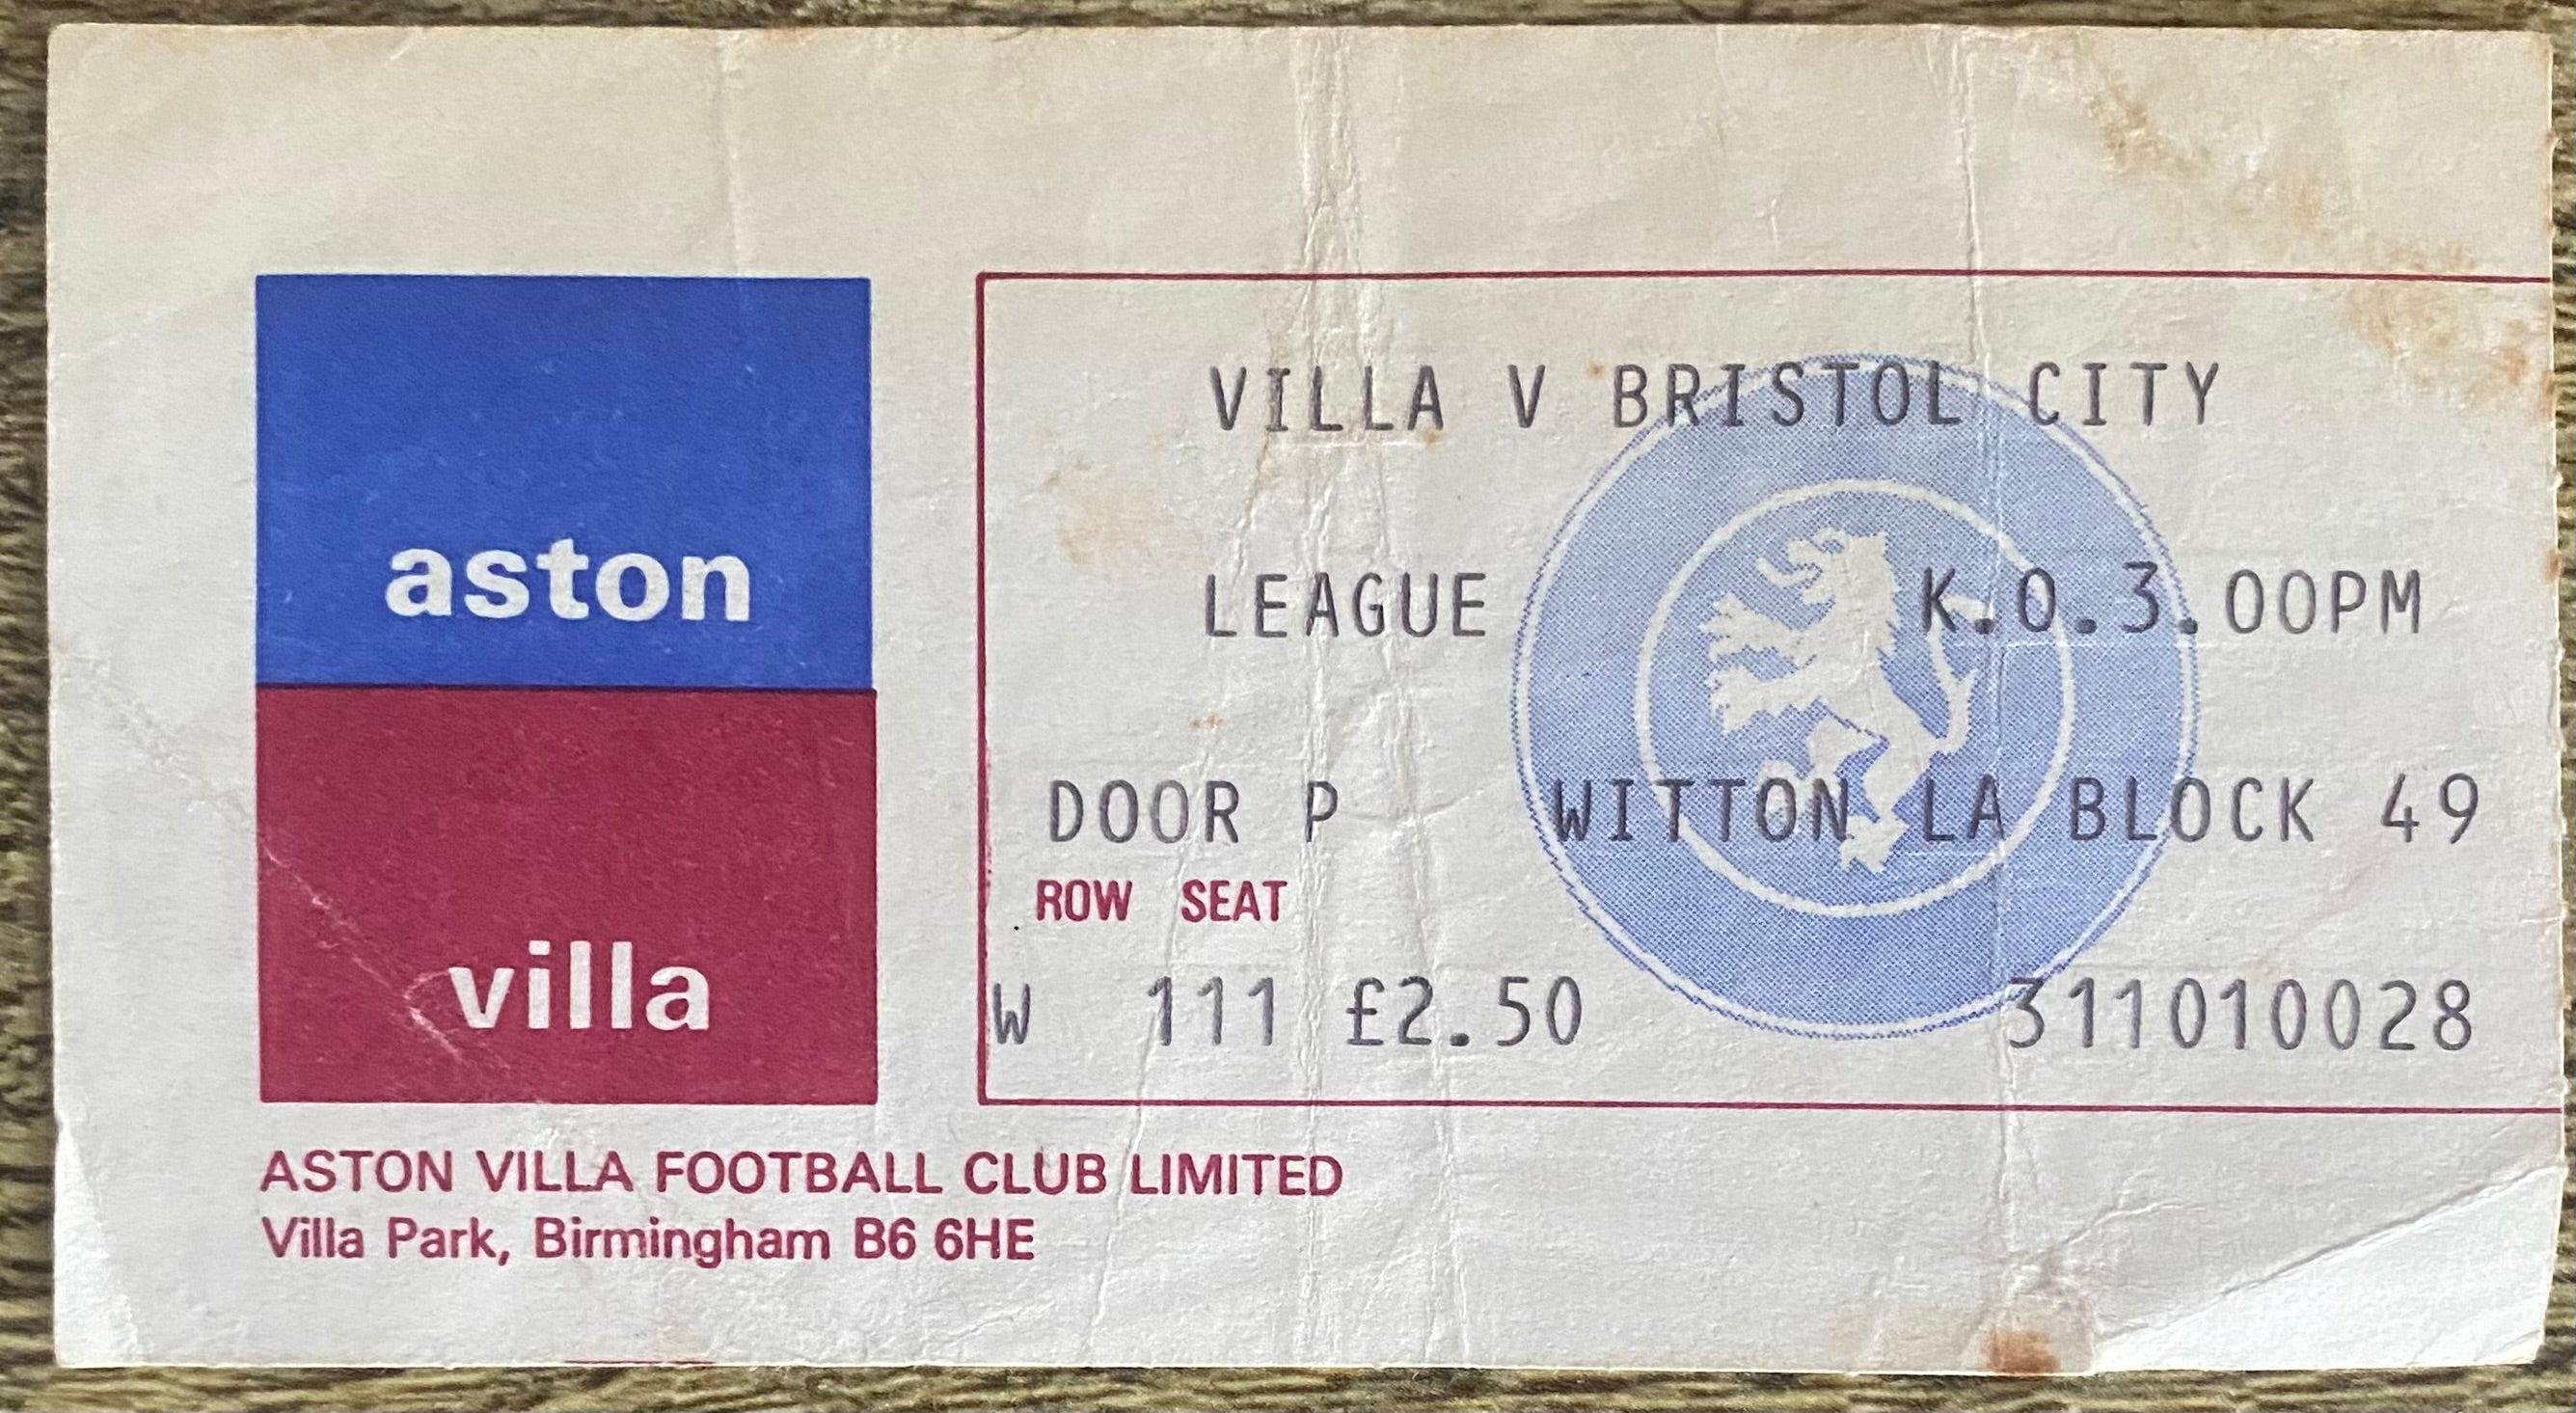 aston
villa
VILLA V BRISTOL CITY
LEAGUE K.O.3.00PM
DOOR P WITTON LA BLOCK 49
ROW SEAT
W 111 £2.50 311010028
ASTON VILLA FOOTBALL CLUB LIMITED
Villa Park, Birmingham B6 6HE